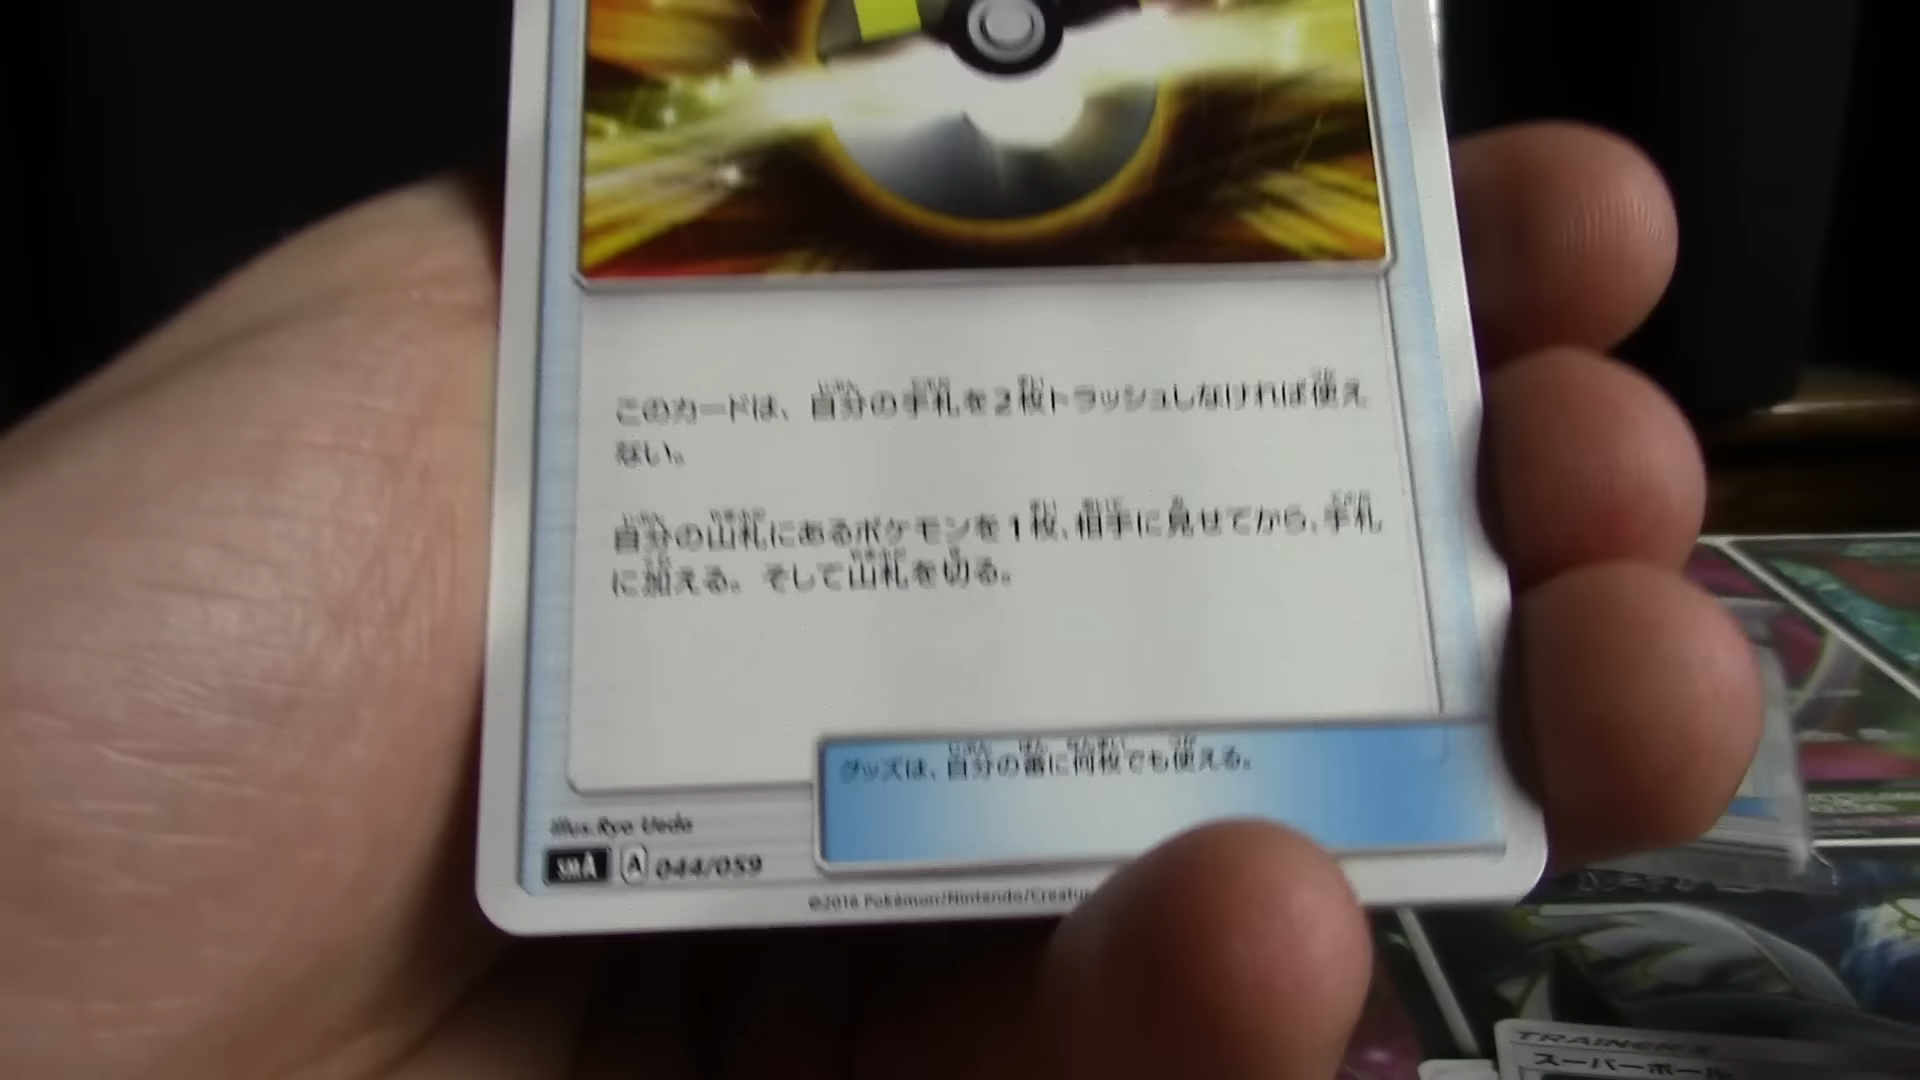 このカードは、自分の手札を2枚トラッシュしなければ使え
ない。
自分の山札にあるポケモンを1枚、相手に見せてから、手札
に加える。そして山札を切る。
グッズは、自分の番に何枚でも使える。
Illus.Ryo Ueda
SMA A 044/059
©2016 Pokémon/Nintendo/Creatu
TRAINER
スーパーボール